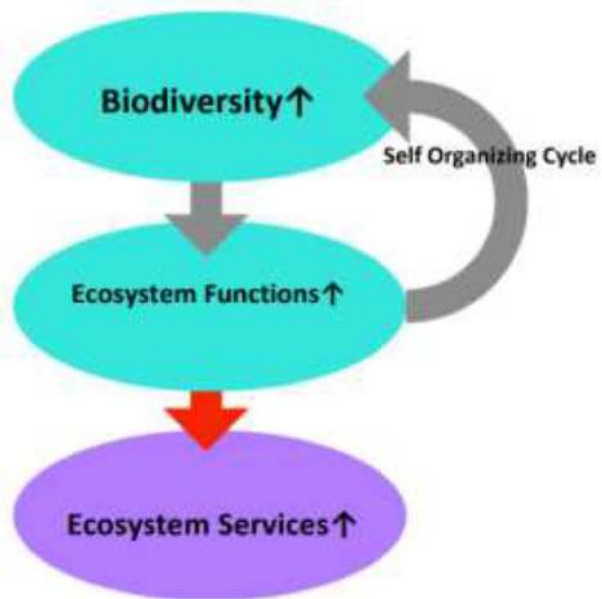 Biodiversity↑
Self Organizing Cycle
Ecosystem Functions↑
Ecosystem Services↑